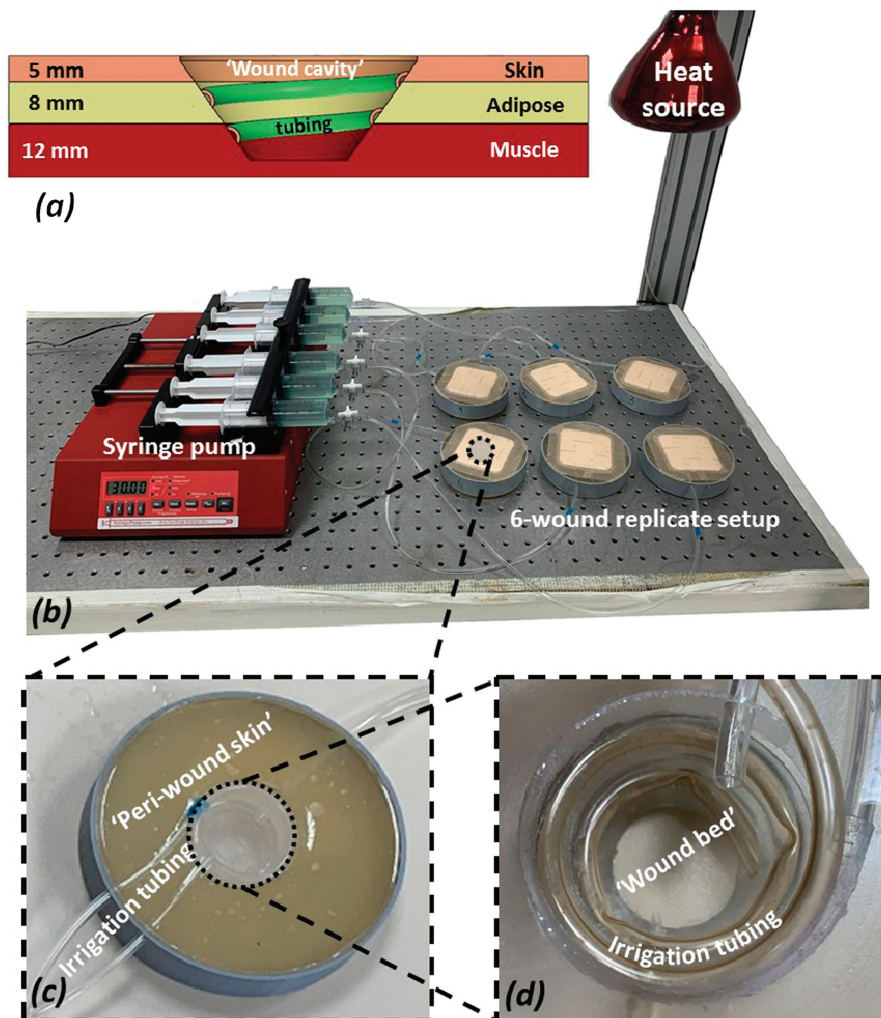 5 mm
'Wound cavity'
Skin
8 mm
Adipose
tubing
12 mm
Muscle
(a)
Heat
source
Syringe pump
30.00
6-wound replicate setup
(b)
'Peri-wound skin'
Irrigation tubing
(c)
'Wound bed'
Irrigation tubing
(d)